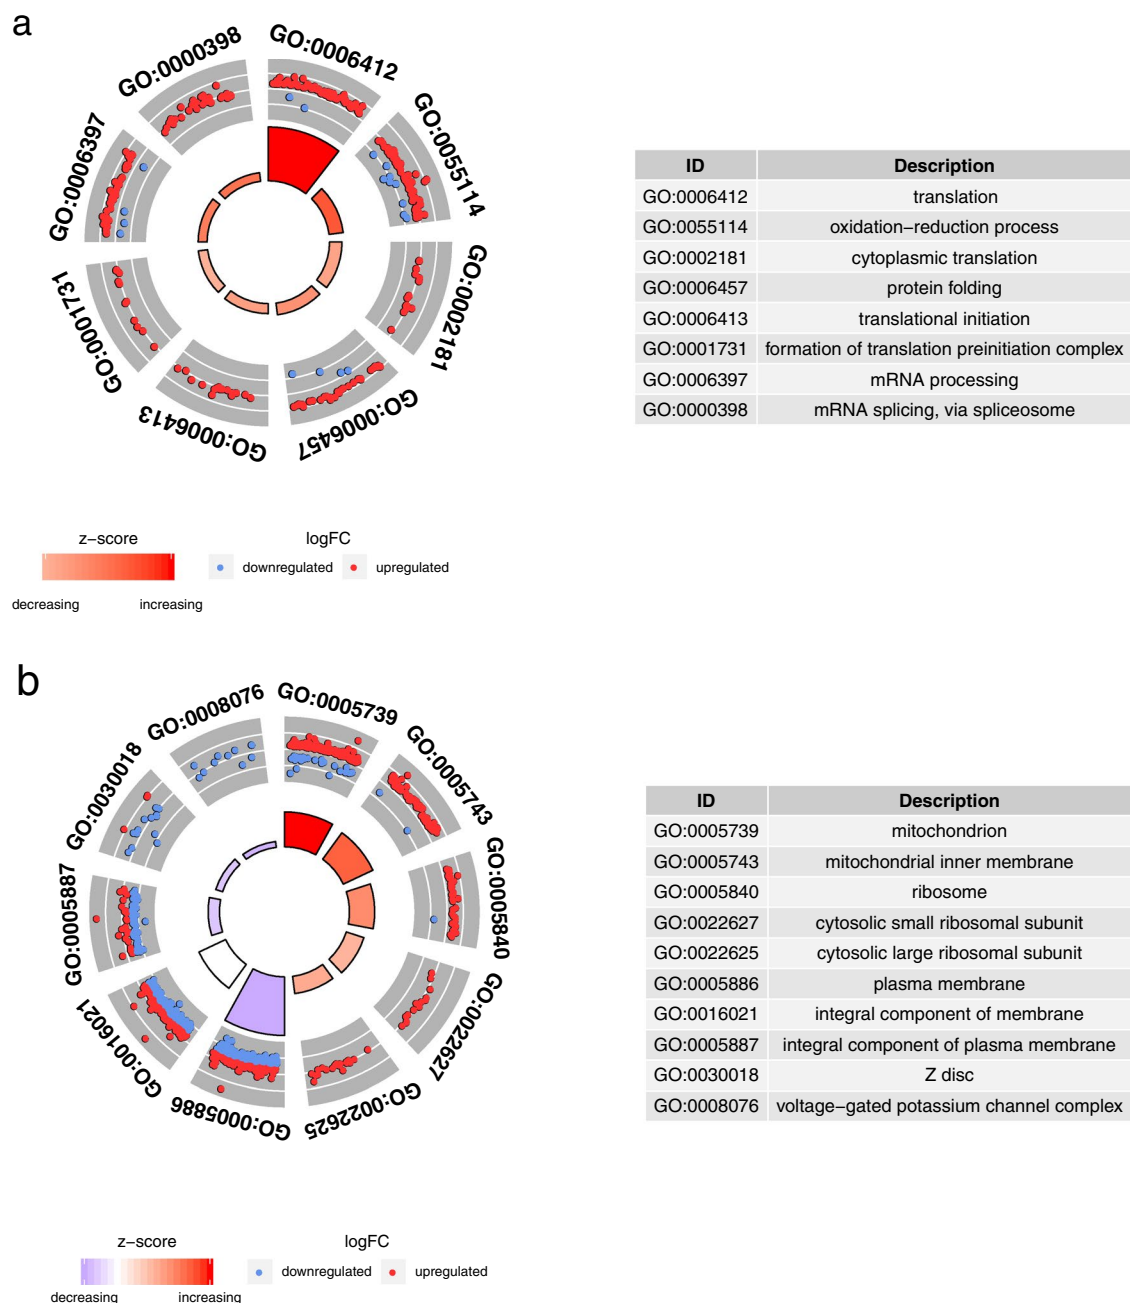 a
GO:0006412
GO:0055114
GO:0002181
GO:0006457
GO:0006413
GO:0001731
GO:0006397
GO:0000398
ID Description
GO:0006412 translation
GO:0055114 oxidation−reduction process
GO:0002181 cytoplasmic translation
GO:0006457 protein folding
GO:0006413 translational initiation
GO:0001731 formation of translation preinitiation complex
GO:0006397 mRNA processing
GO:0000398 mRNA splicing, via spliceosome
z−score logFC
downregulated upregulated
decreasing increasing
b
GO:0005739
GO:0005743
GO:0005840
GO:0022627
GO:0022625
GO:0005886
GO:0016021
GO:0005887
GO:0030018
GO:0008076
ID Description
GO:0005739 mitochondrion
GO:0005743 mitochondrial inner membrane
GO:0005840 ribosome
GO:0022627 cytosolic small ribosomal subunit
GO:0022625 cytosolic large ribosomal subunit
GO:0005886 plasma membrane
GO:0016021 integral component of membrane
GO:0005887 integral component of plasma membrane
GO:0030018 Z disc
GO:0008076 voltage−gated potassium channel complex
z−score logFC
downregulated upregulated
decreasing increasing